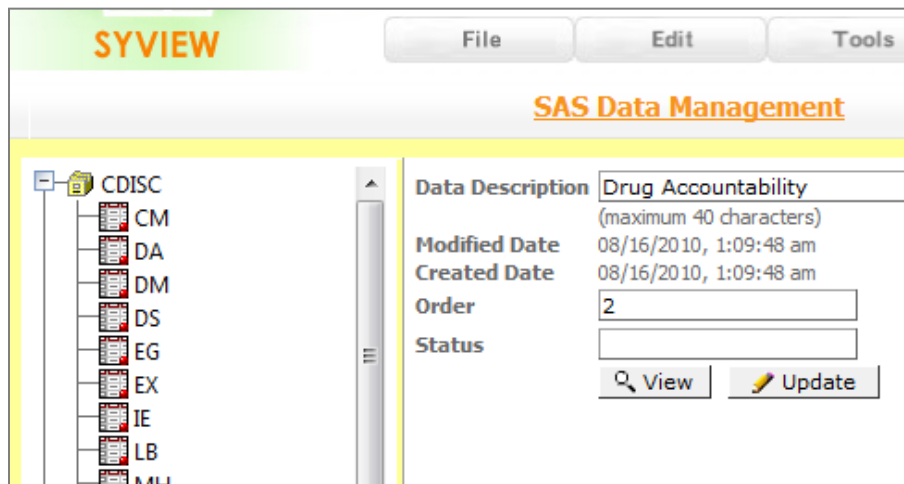 SYVIEW
File Edit Tools
SAS Data Management
CDISC
CM
DA
DM
DS
EG
EX
IE
LB
MH
Data Description Drug Accountability
(maximum 40 characters)
Modified Date 08/16/2010, 1:09:48 am
Created Date 08/16/2010, 1:09:48 am
Order 2
Status
View Update